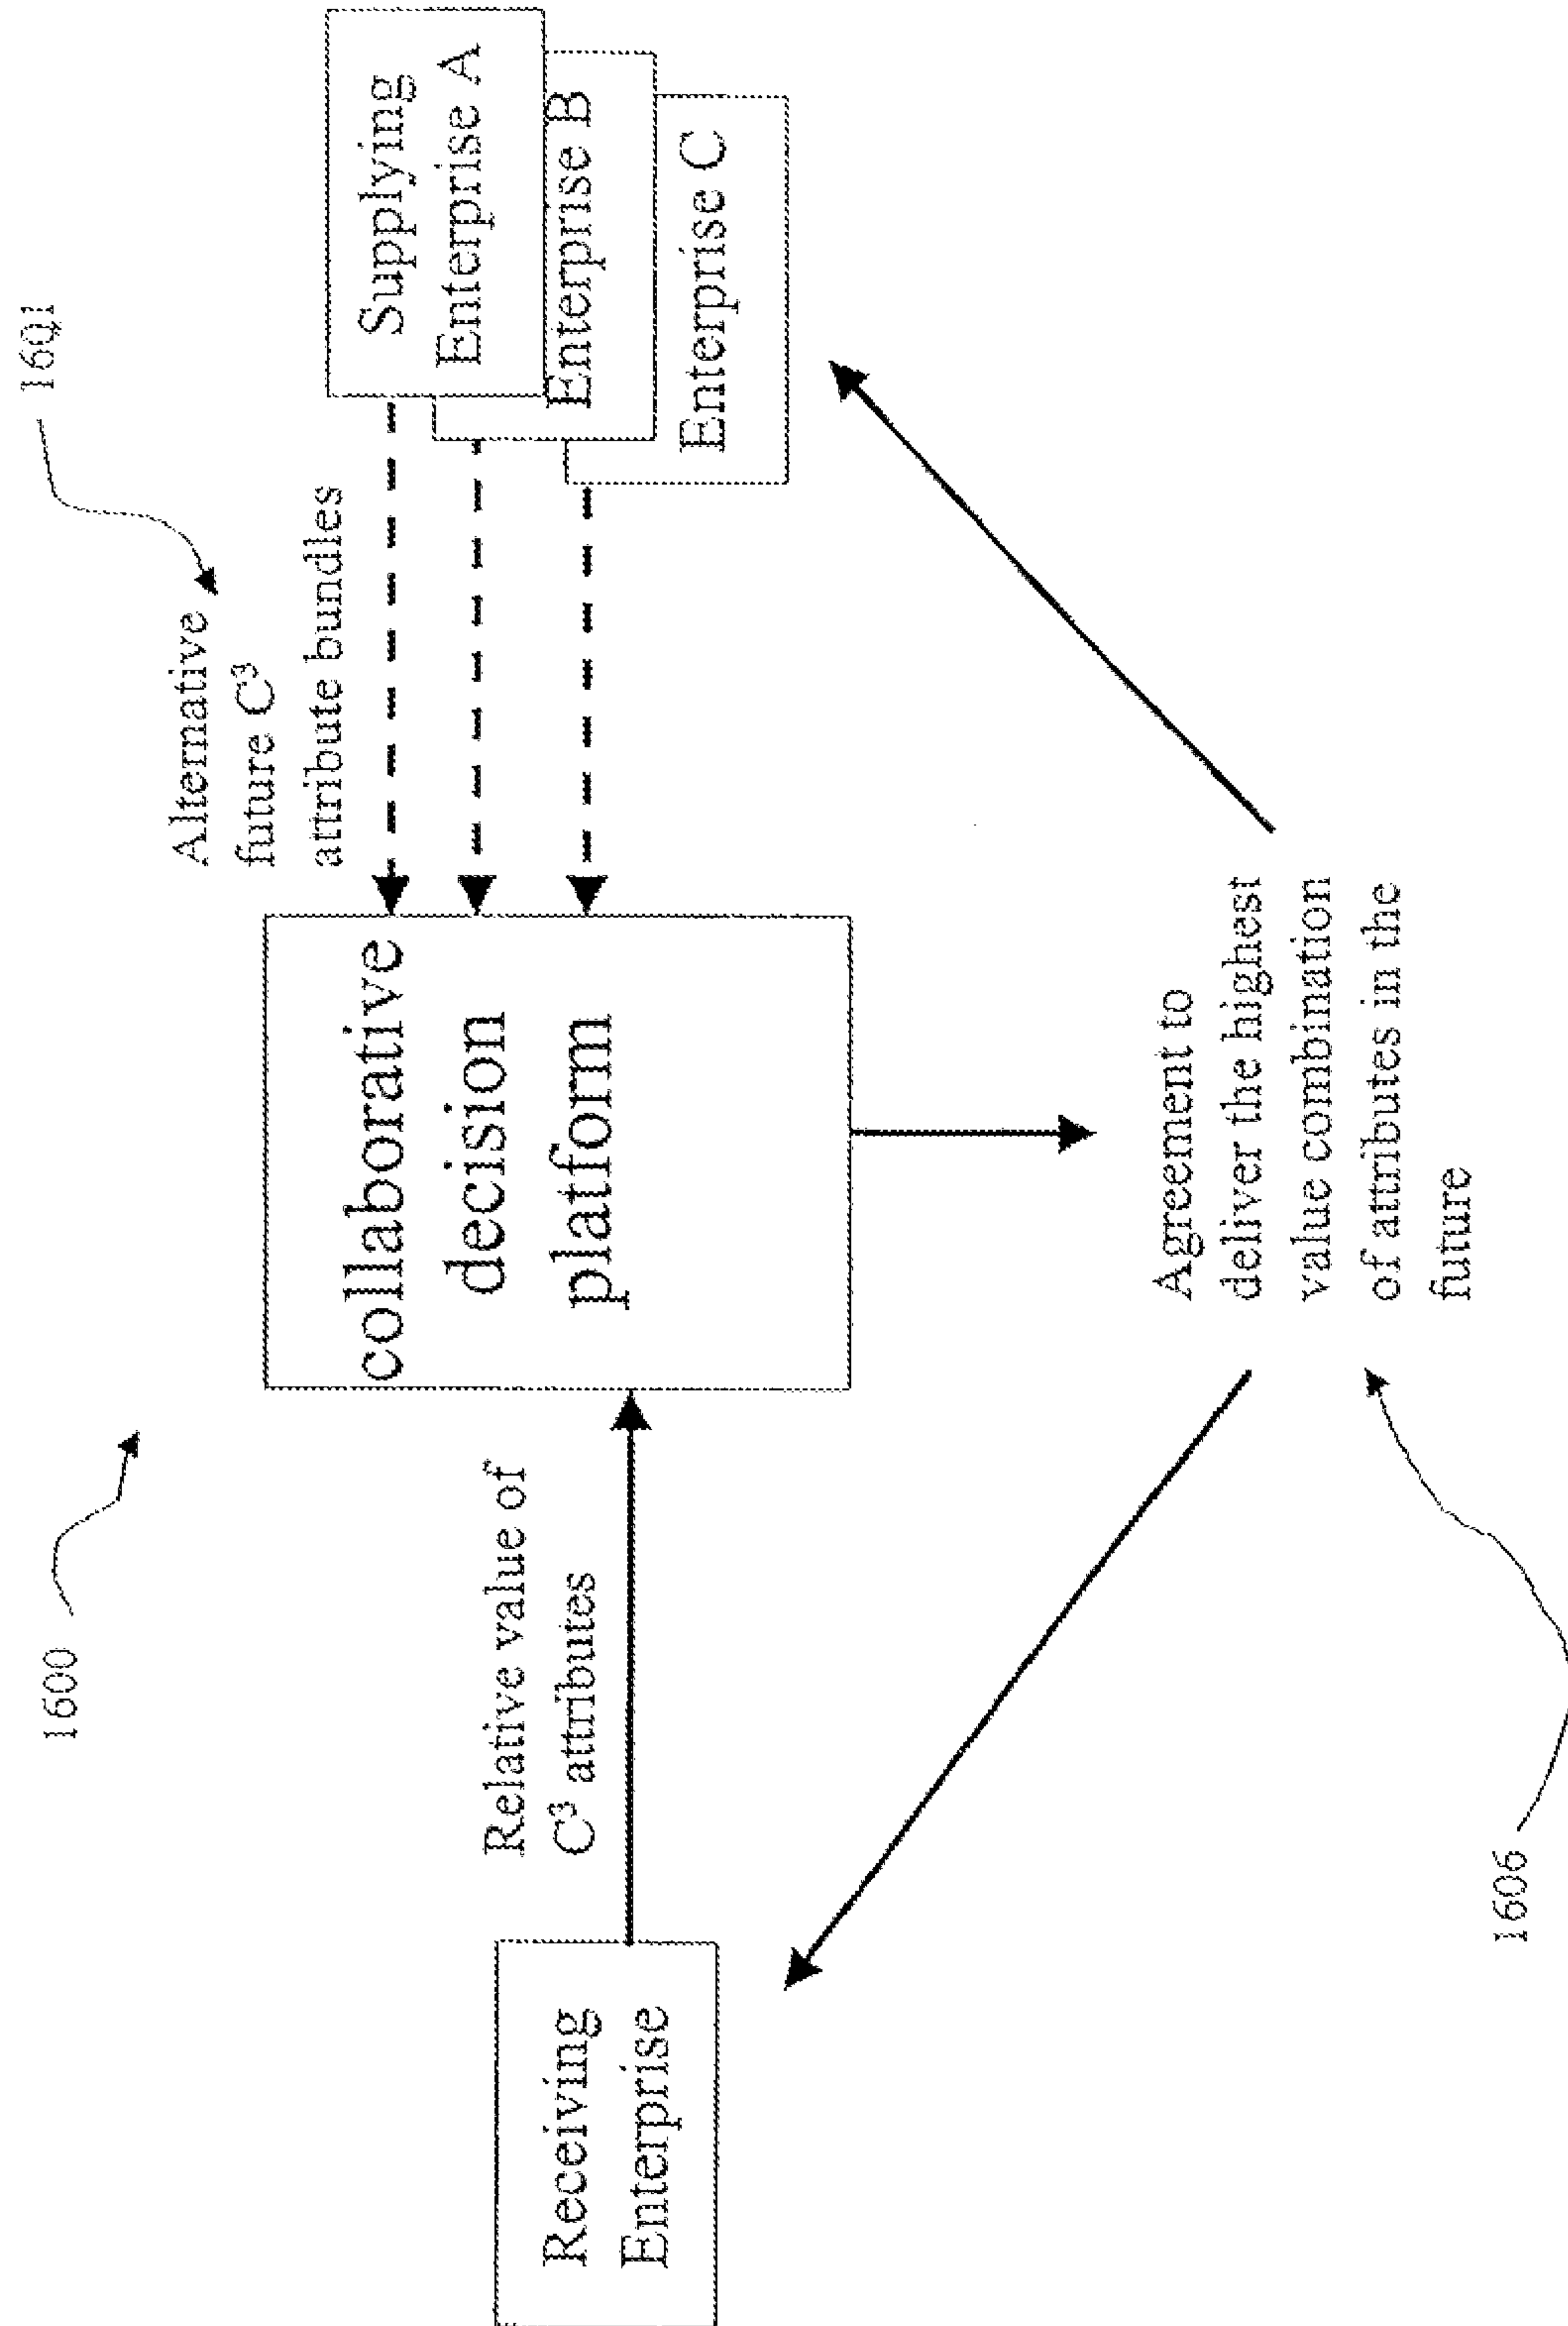 1600
1601
Alternative
future C³
attribute bundles
Relative value of
C³ attributes
Receiving
Enterprise
collaborative
decision
platform
Supplying
Enterprise A
Enterprise B
Enterprise C
Agreement to
deliver the highest
value combination
of attributes in the
future
1606